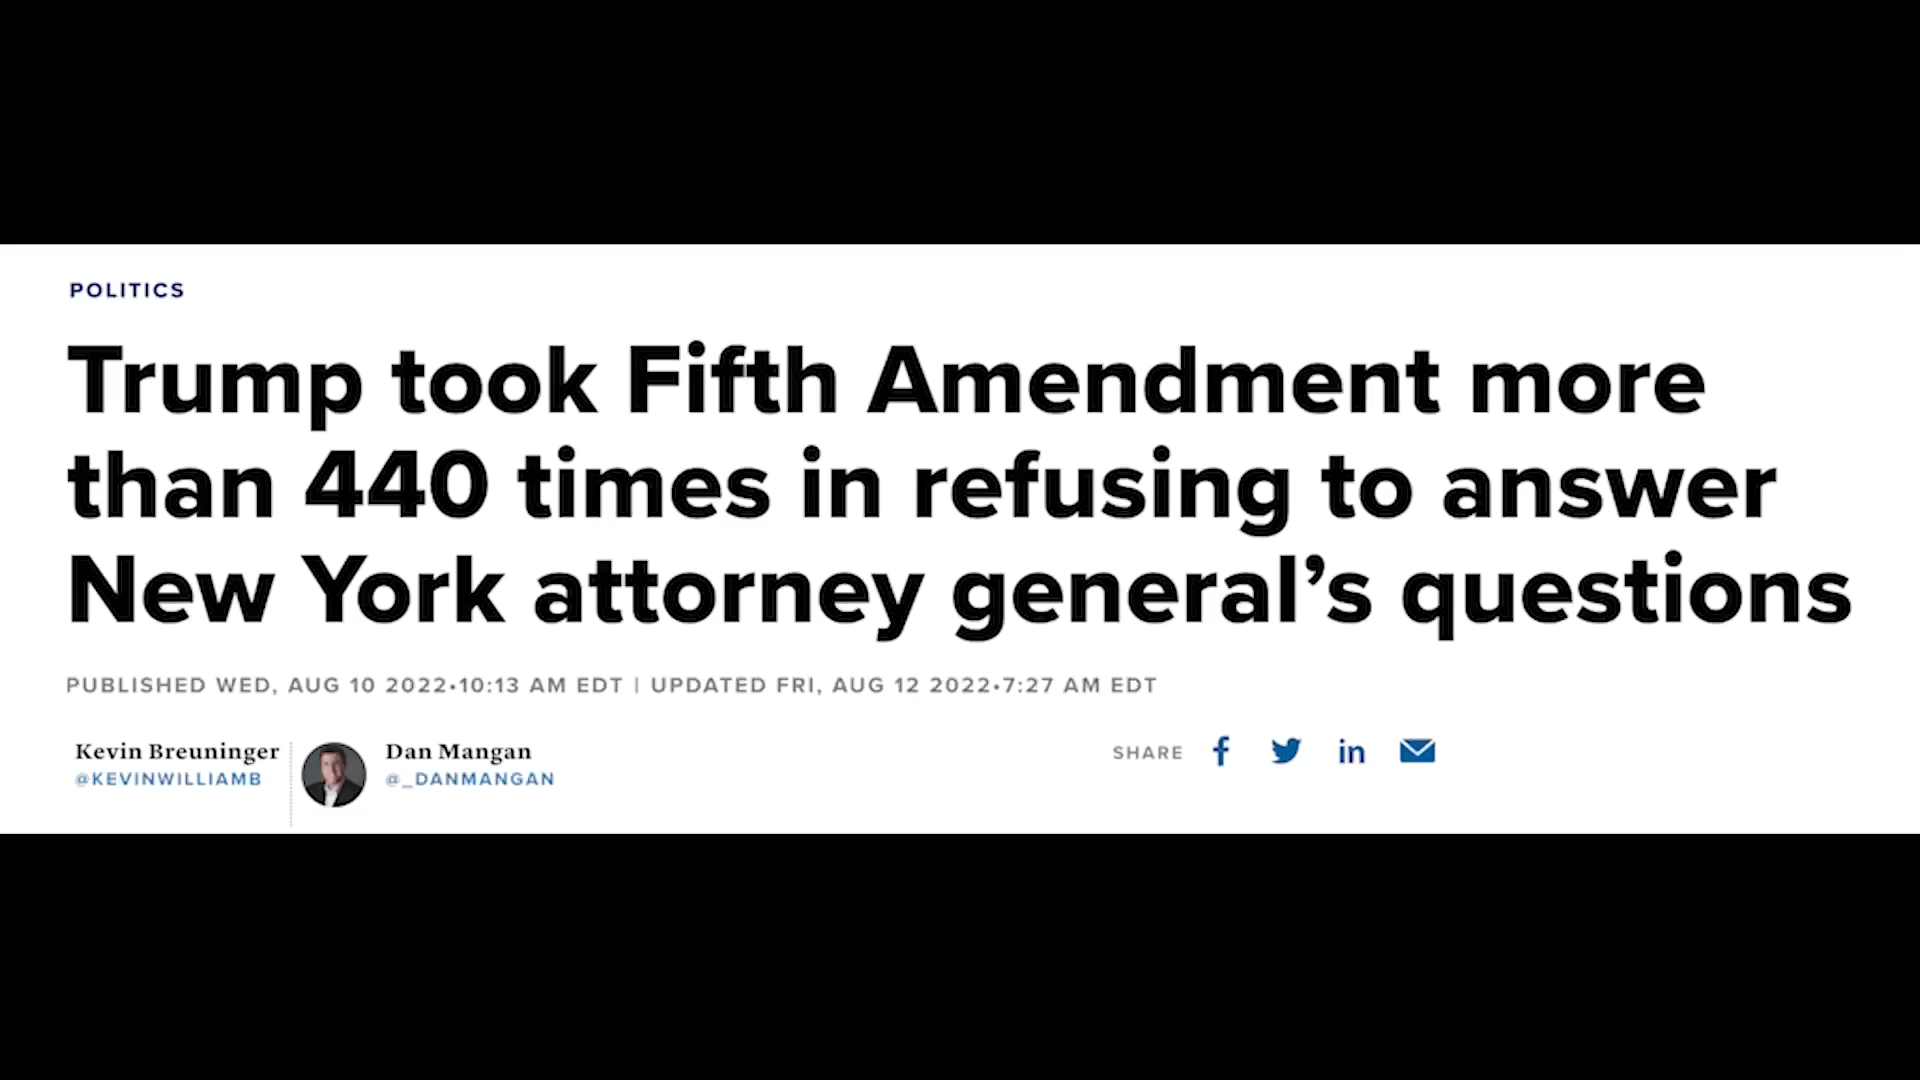 POLITICS
Trump took Fifth Amendment more
than 440 times in refusing to answer
New York attorney general’s questions
PUBLISHED WED, AUG 10 2022•10:13 AM EDT | UPDATED FRI, AUG 12 2022•7:27 AM EDT
Kevin Breuninger
@KEVINWILLIAMB
Dan Mangan
@_DANMANGAN
SHARE